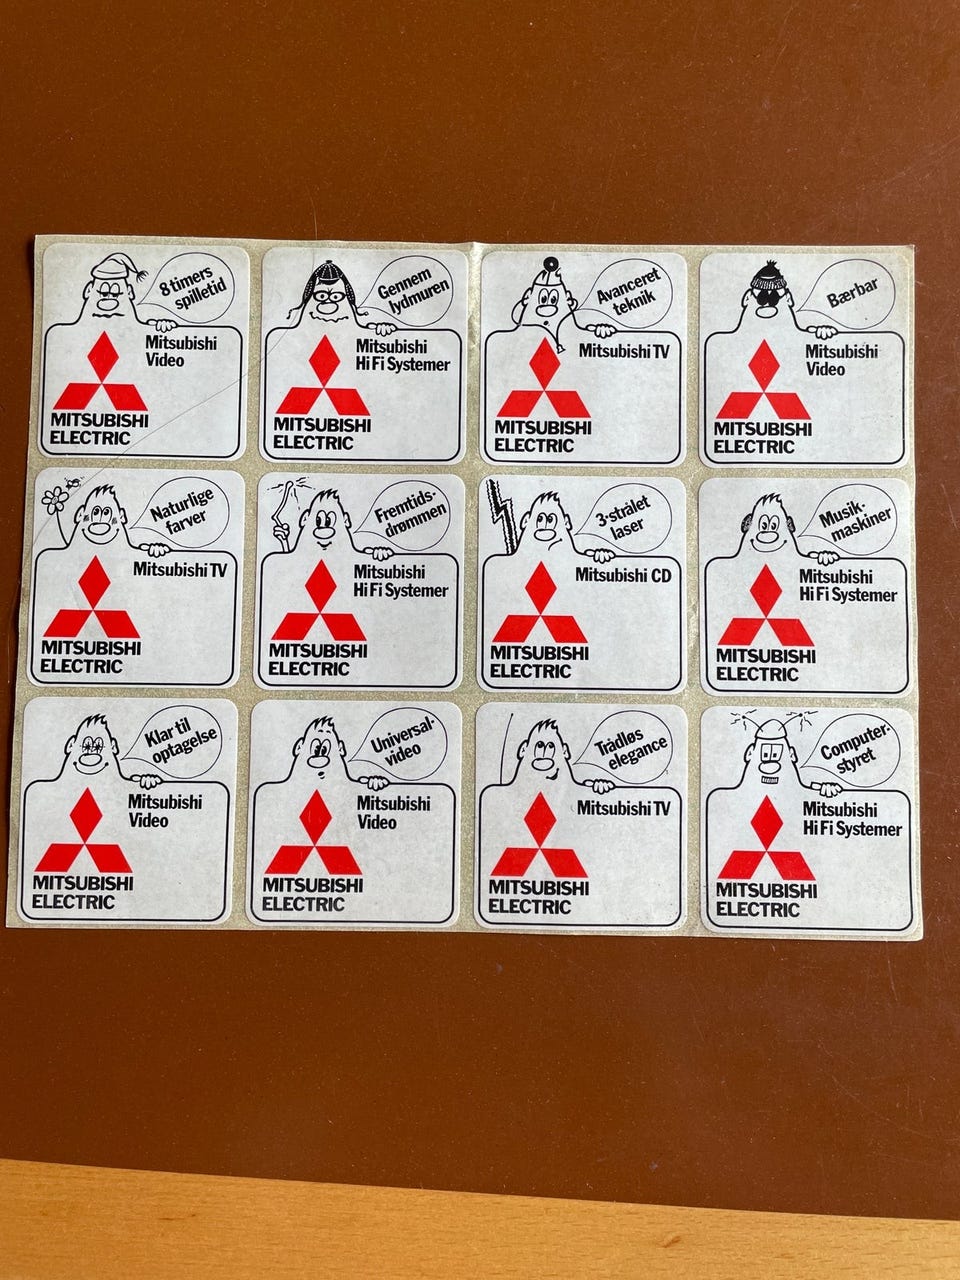 8 timers
spilletid
Mitsubishi
Video
MITSUBISHI
ELECTRIC
Gennem
lydmuren
Mitsubishi
Hi Fi Systemer
MITSUBISHI
ELECTRIC
Avanceret
teknik
Mitsubishi TV
MITSUBISHI
ELECTRIC
Bærbar
Mitsubishi
Video
MITSUBISHI
ELECTRIC
Naturlige
farver
Mitsubishi TV
MITSUBISHI
ELECTRIC
Fremtids-
drømmen
Mitsubishi
Hi Fi Systemer
MITSUBISHI
ELECTRIC
3-strålet
laser
Mitsubishi CD
MITSUBISHI
ELECTRIC
Musik-
maskiner
Mitsubishi
Hi Fi Systemer
MITSUBISHI
ELECTRIC
Klar til
optagelse
Mitsubishi
Video
MITSUBISHI
ELECTRIC
Universal-
video
Mitsubishi
Video
MITSUBISHI
ELECTRIC
Trådløs
elegance
Mitsubishi TV
MITSUBISHI
ELECTRIC
Computer-
styret
Mitsubishi
Hi Fi Systemer
MITSUBISHI
ELECTRIC